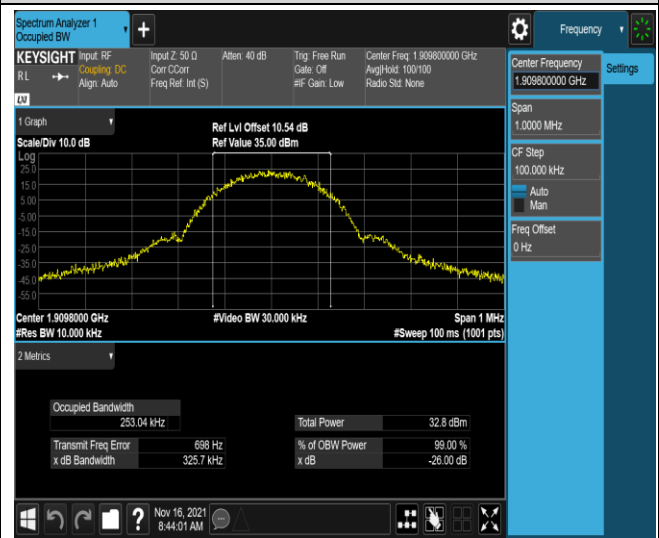 Spectrum Analyzer 1
Occupied BW
+
Frequency
KEYSIGHT
RL
LXI
Input: RF
Coupling: DC
Align: Auto
Input Z: 50 Ω
Corr CCorr
Freq Ref: Int (S)
Atten: 40 dB
Trig: Free Run
Gate: Off
#IF Gain: Low
Center Freq: 1.909800000 GHz
Avg|Hold: 100/100
Radio Std: None
Center Frequency
1.909800000 GHz
Settings
Span
1.0000 MHz
CF Step
100.000 kHz
Auto
Man
Freq Offset
0 Hz
1 Graph
Scale/Div 10.0 dB
Ref Lvl Offset 10.54 dB
Ref Value 35.00 dBm
Log
25.0
15.0
5.00
-5.00
-15.0
-25.0
-35.0
-45.0
-55.0
Center 1.9098000 GHz
#Video BW 30.000 kHz
Span 1 MHz
#Res BW 10.000 kHz
#Sweep 100 ms (1001 pts)
2 Metrics
Occupied Bandwidth
253.04 kHz
Total Power 32.8 dBm
Transmit Freq Error 698 Hz
% of OBW Power 99.00 %
x dB Bandwidth 325.7 kHz
x dB -26.00 dB
?
Nov 16, 2021
8:44:01 AM